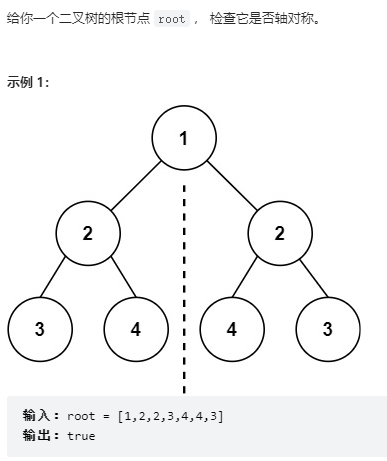 给你一个二叉树的根节点 root ， 检查它是否轴对称。
示例 1：
1
2 2
3 4 4 3
输入：root = [1,2,2,3,4,4,3]
输出：true